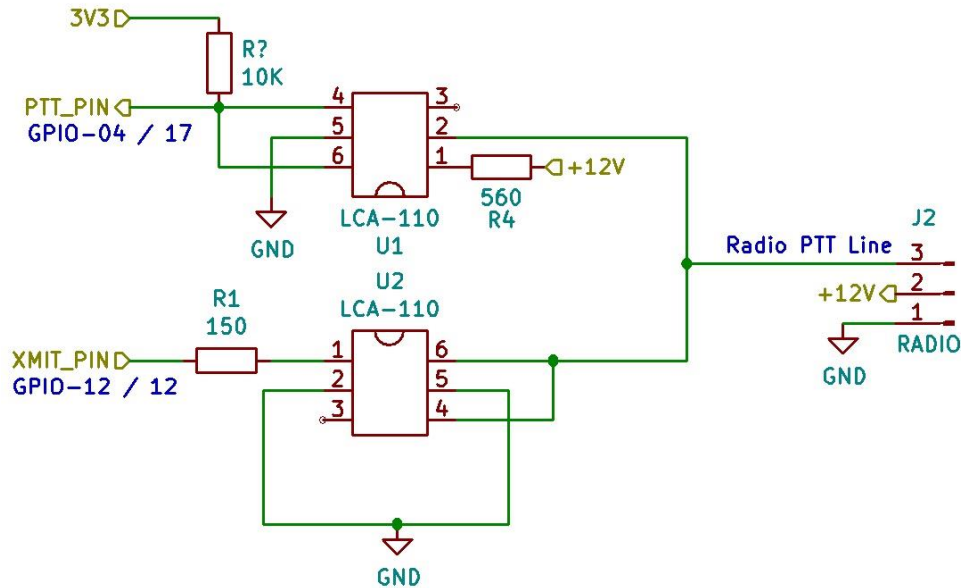 3V3
R?
10K
PTT_PIN
GPIO-04 / 17
4
5
6
3
2
1
+12V
560
R4
GND
LCA-110
U1
U2
LCA-110
R1
150
XMIT_PIN
GPIO-12 / 12
1
2
3
6
5
4
GND
J2
Radio PTT Line
3
+12V
2
1
GND
RADIO